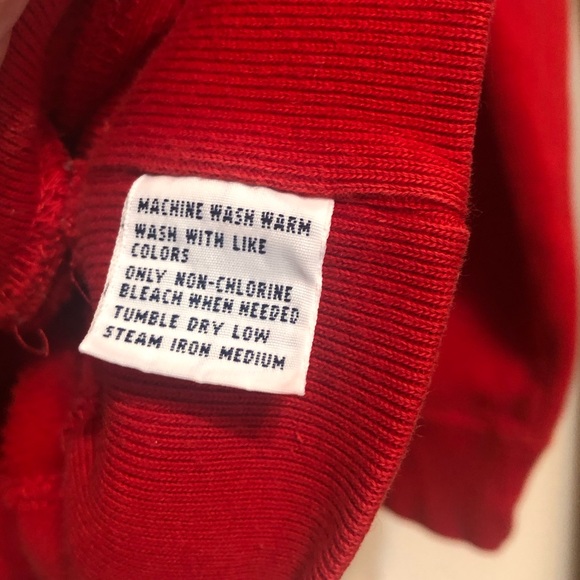 MACHINE WASH WARM
WASH WITH LIKE
COLORS
ONLY NON-CHLORINE
BLEACH WHEN NEEDED
TUMBLE DRY LOW
STEAM IRON MEDIUM